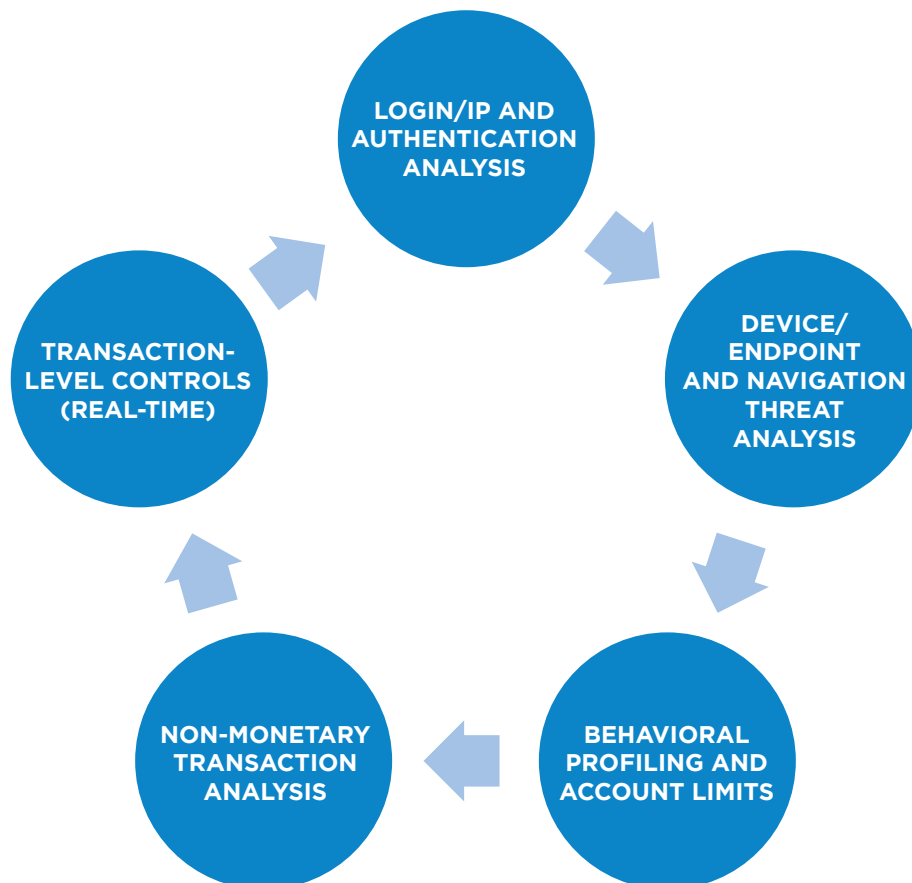 LOGIN/IP AND
AUTHENTICATION
ANALYSIS
DEVICE/
ENDPOINT
AND NAVIGATION
THREAT
ANALYSIS
BEHAVIORAL
PROFILING AND
ACCOUNT LIMITS
NON-MONETARY
TRANSACTION
ANALYSIS
TRANSACTION-
LEVEL CONTROLS
(REAL-TIME)